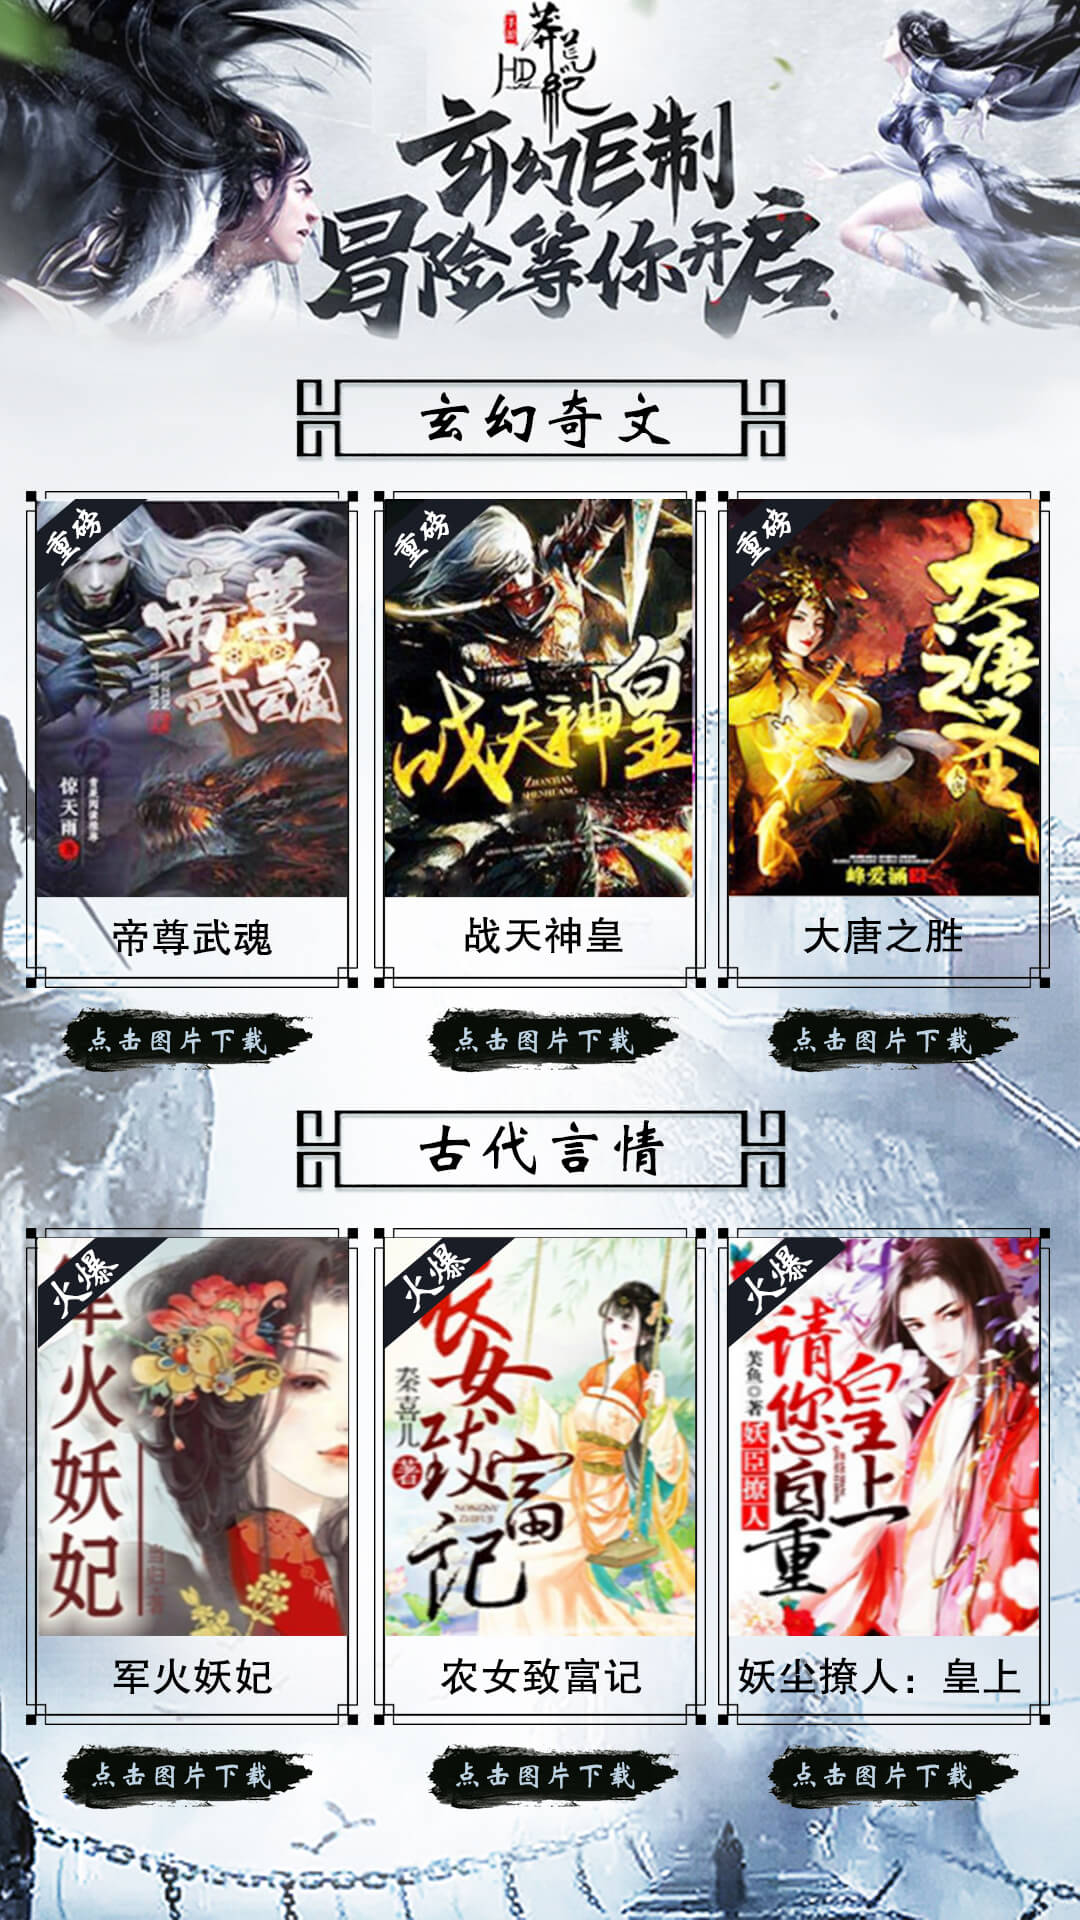 手游
莽荒纪
HD
玄幻巨制
冒险等你开启
玄幻奇文
重磅
帝尊武魂
惊天雨
著
帝尊武魂
重磅
战天神皇
ZHANTIAN
SHENHUANG
战天神皇
重磅
大唐之圣
峰爱涵
大唐之胜
点击图片下载
点击图片下载
点击图片下载
古代言情
火爆
军火妖妃
军火妖妃
火爆
农女致富记
秦喜儿
著
NONGNV
ZHIFUJI
农女致富记
火爆
请您自重
皇上
芙鱼◎著
妖臣撩人
妖尘撩人：皇上
点击图片下载
点击图片下载
点击图片下载